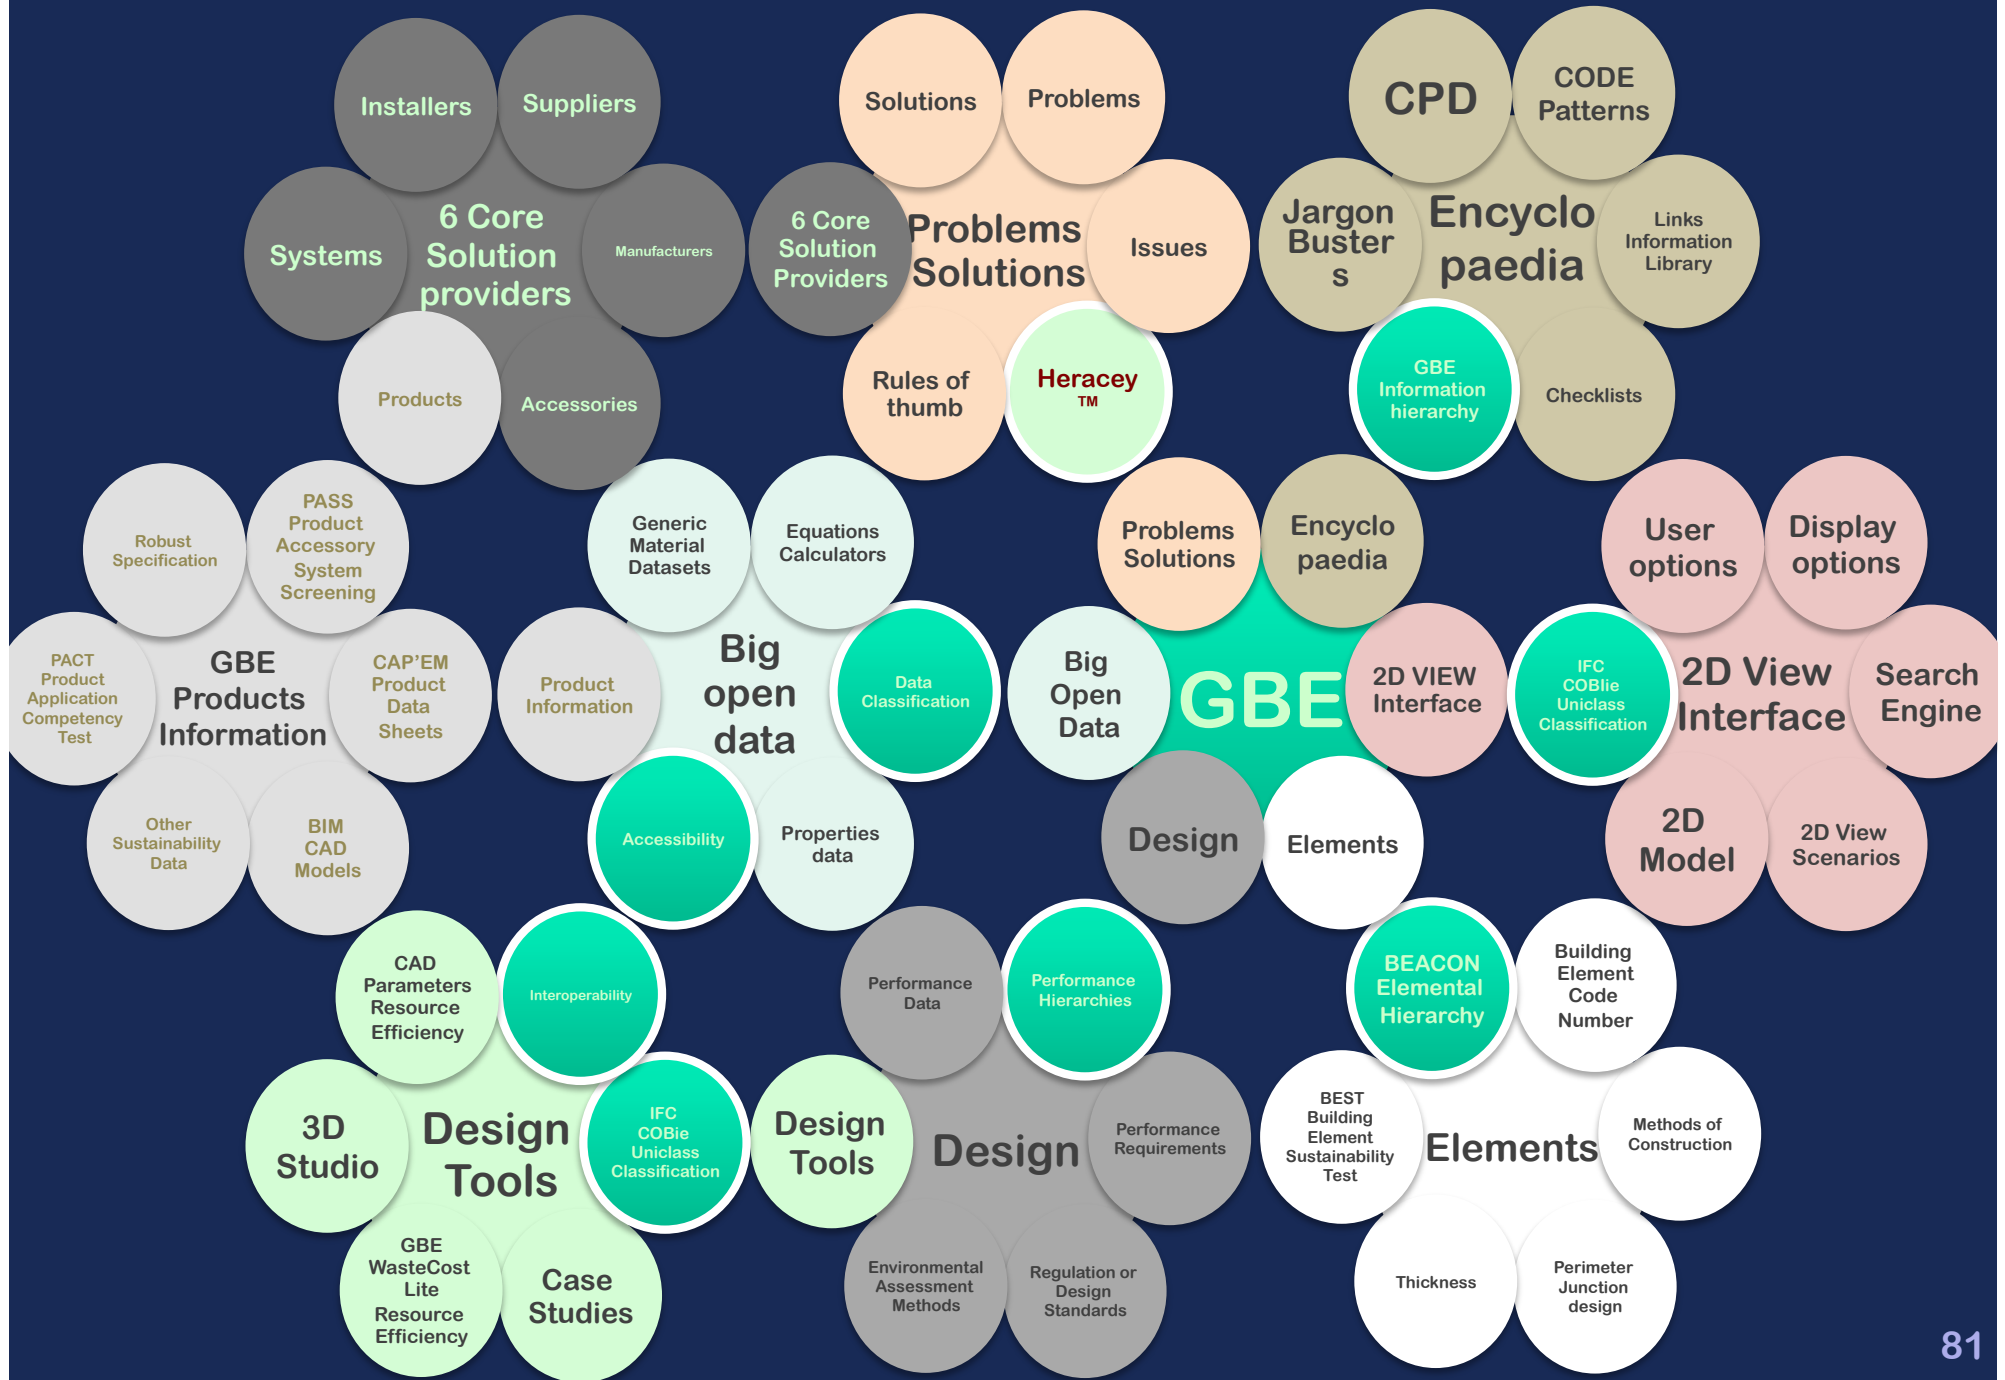 Installers
Suppliers
Systems
6 Core
Solution
providers
Manufacturers
Products
Accessories
Solutions
Problems
6 Core
Solution
Providers
Problems
Solutions
Issues
Rules of
thumb
Heracey
TM
CPD
CODE
Patterns
Jargon
Buster
s
Encyclo
paedia
Links
Information
Library
GBE
Information
hierarchy
Checklists
Robust
Specification
PASS
Product
Accessory
System
Screening
PACT
Product
Application
Competency
Test
GBE
Products
Information
CAP'EM
Product
Data
Sheets
Other
Sustainability
Data
BIM
CAD
Models
Generic
Material
Datasets
Equations
Calculators
Product
Information
Big
open
data
Data
Classification
Accessibility
Properties
data
Problems
Solutions
Encyclo
paedia
Big
Open
Data
GBE
2D VIEW
Interface
Design
Elements
User
options
Display
options
IFC
COBlie
Uniclass
Classification
2D View
Interface
Search
Engine
2D
Model
2D View
Scenarios
CAD
Parameters
Resource
Efficiency
Interoperability
3D
Studio
Design
Tools
IFC
COBie
Uniclass
Classification
GBE
WasteCost
Lite
Resource
Efficiency
Case
Studies
Performance
Data
Performance
Hierarchies
Design
Tools
Design
Performance
Requirements
Environmental
Assessment
Methods
Regulation or
Design
Standards
BEACON
Elemental
Hierarchy
Building
Element
Code
Number
BEST
Building
Element
Sustainability
Test
Elements
Methods of
Construction
Thickness
Perimeter
Junction
design
81